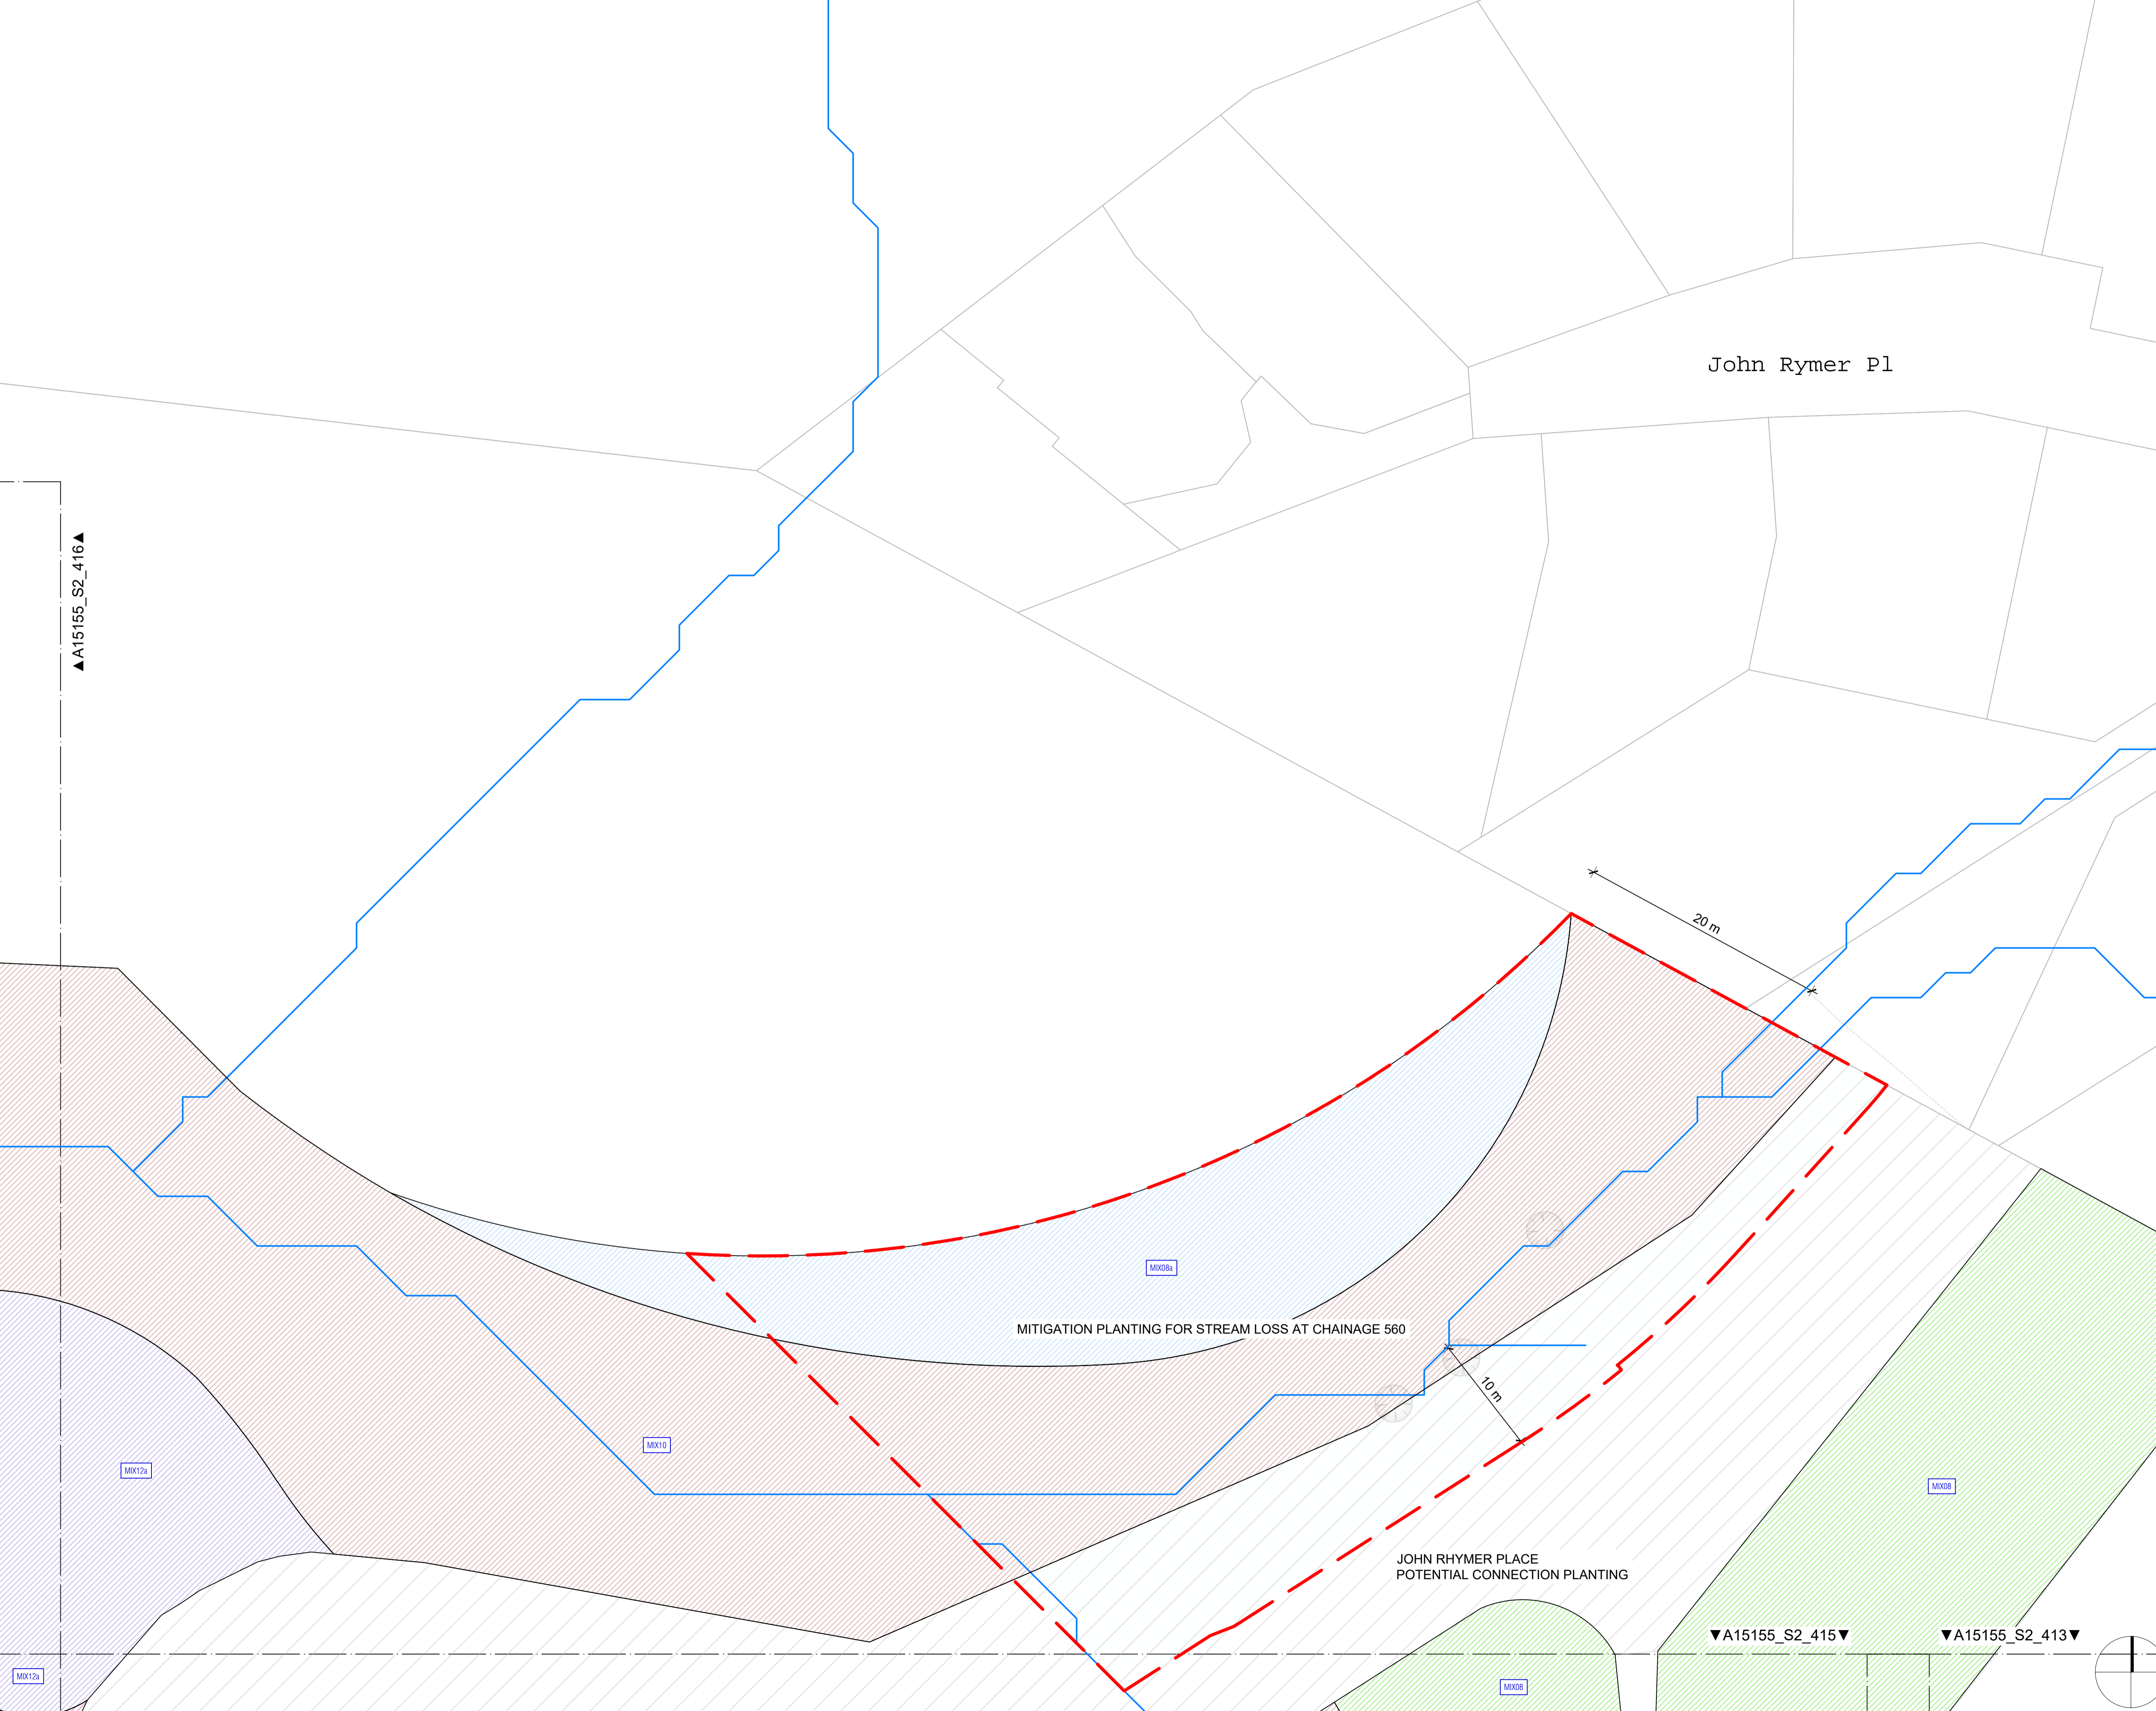 John Rymer Pl
▲A15155_S2_416▲
20 m
MIX08a
MITIGATION PLANTING FOR STREAM LOSS AT CHAINAGE 560
10 m
MIX10
MIX12a
MIX08
JOHN RHYMER PLACE
POTENTIAL CONNECTION PLANTING
▼A15155_S2_415▼
▼A15155_S2_413▼
MIX12a
MIX08